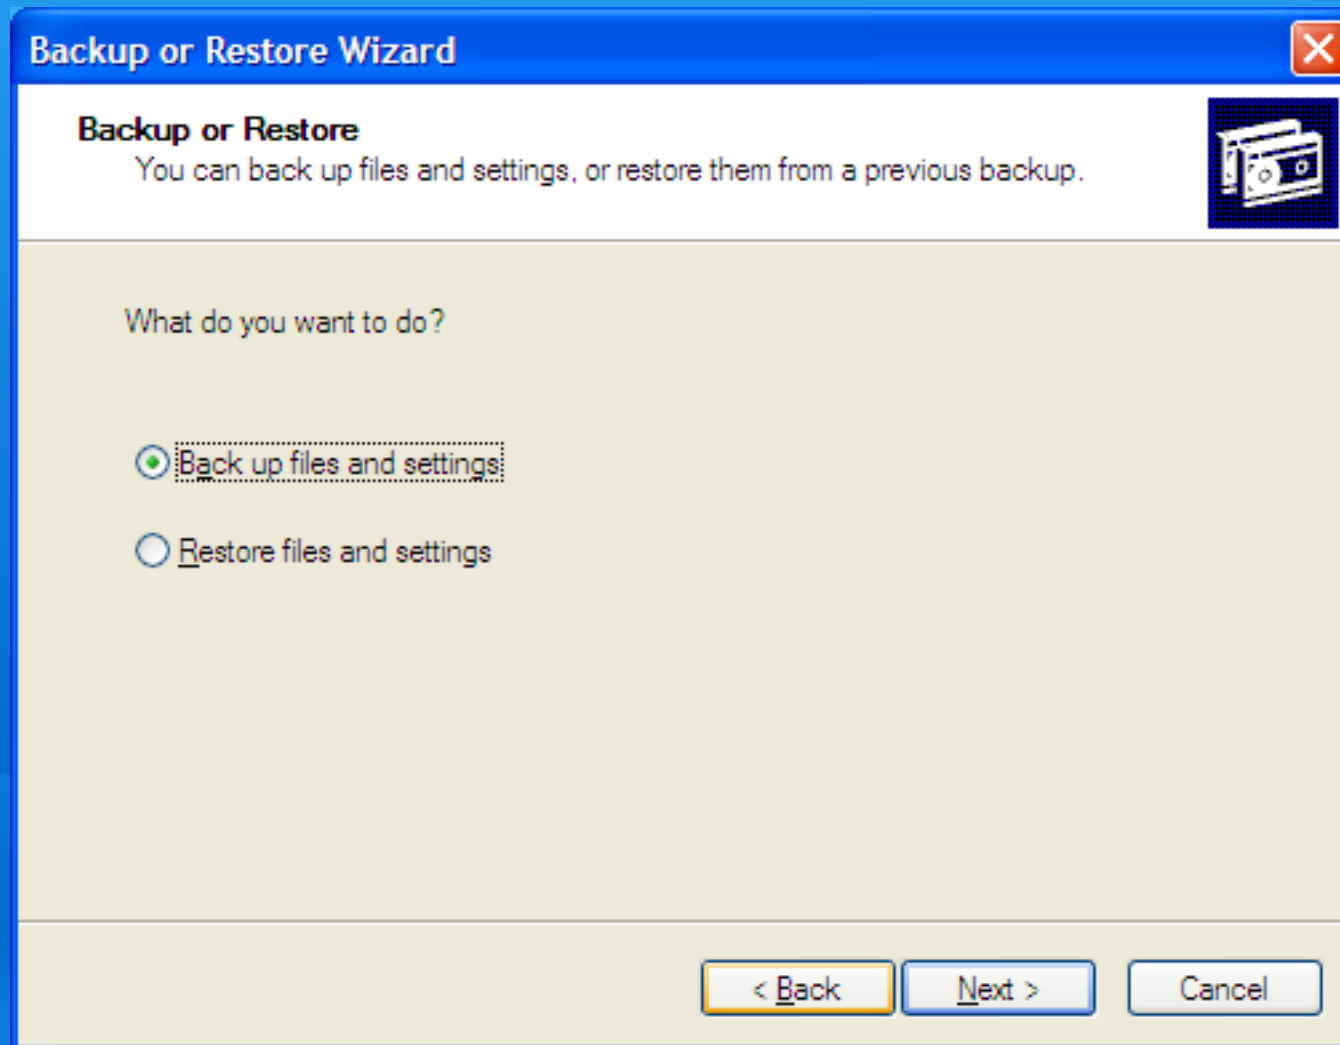 Backup or Restore Wizard
Backup or Restore
You can back up files and settings, or restore them from a previous backup.
What do you want to do?
Back up files and settings
Restore files and settings
< Back Next > Cancel